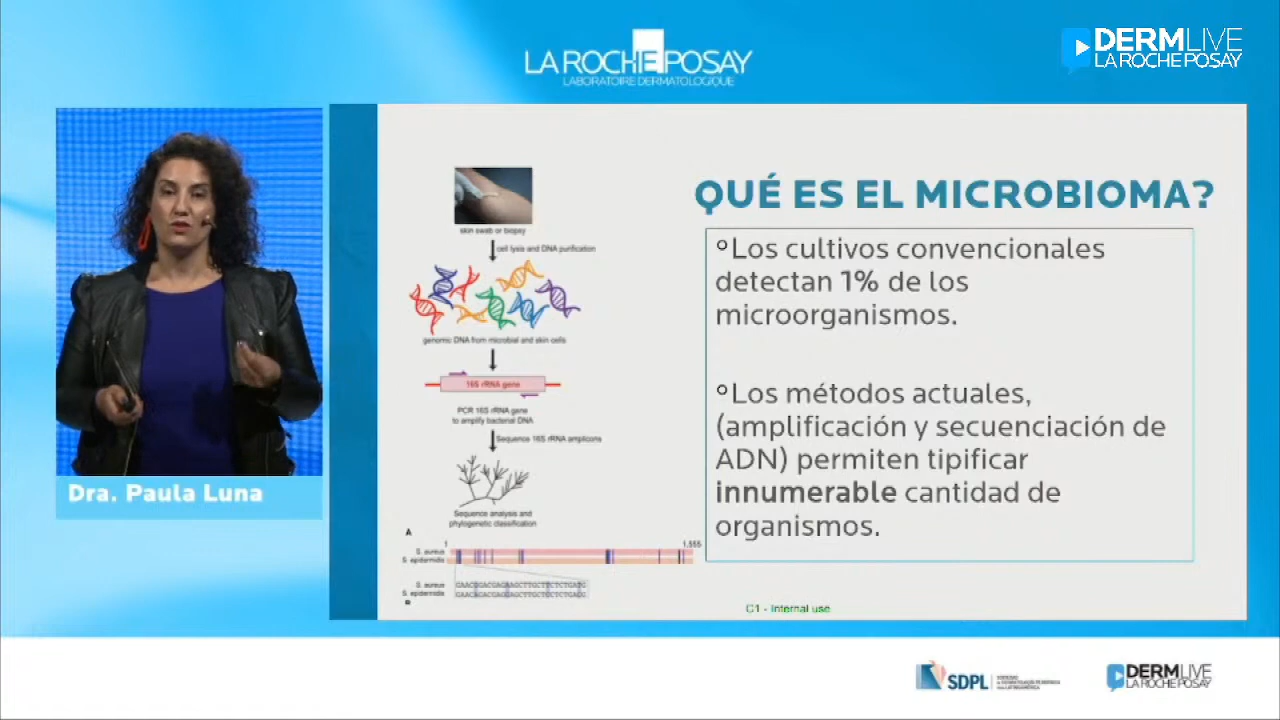 LA ROCHE POSAY
LABORATOIRE DERMATOLOGIQUE
DERMLIVE
LA ROCHE POSAY
Dra. Paula Luna
skin swab or biopsy
cell lysis and DNA purification
genomic DNA from microbial and skin cells
16S rRNA gene
PCR 16S rRNA gene
to amplify bacterial DNA
Sequence 16S rRNA amplicons
Sequence analysis and
phylogenetic classification
A
1
1,555
S. aureus
S. epidermidis
S. aureus
S. epidermidis
B
QUÉ ES EL MICROBIOMA?
°Los cultivos convencionales
detectan 1% de los
microorganismos.
°Los métodos actuales,
(amplificación y secuenciación de
ADN) permiten tipificar
innumerable cantidad de
organismos.
C1 - Internal use
SDPL
DERMLIVE
LA ROCHE POSAY